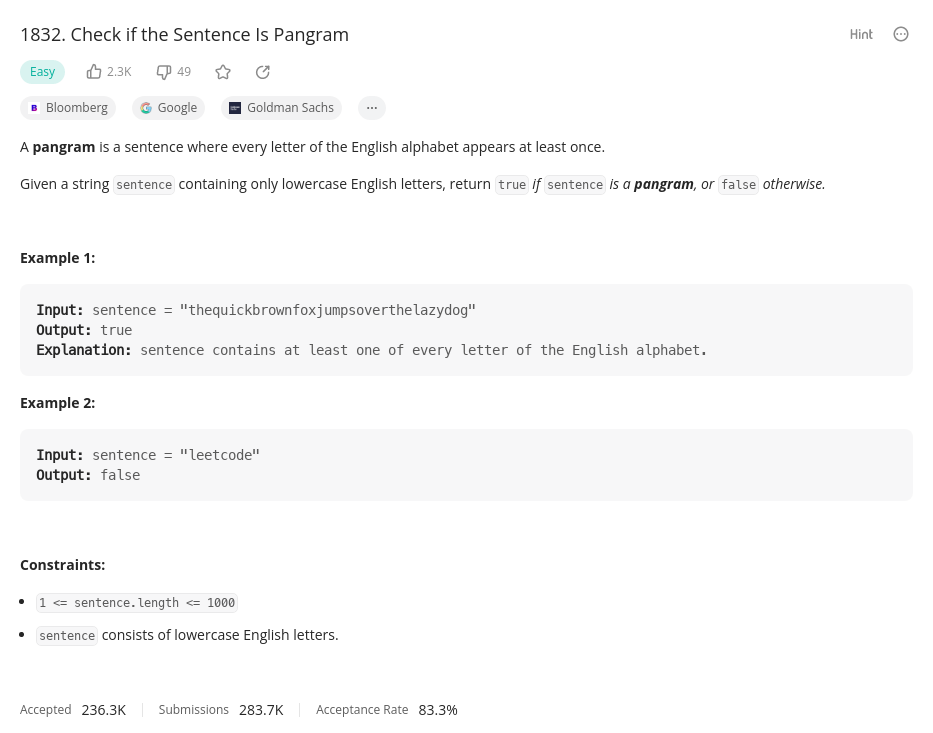 1832. Check if the Sentence Is Pangram
Hint
Easy
2.3K
49
Bloomberg
Google
Goldman Sachs
...
A pangram is a sentence where every letter of the English alphabet appears at least once.
Given a string sentence containing only lowercase English letters, return true if sentence is a pangram, or false otherwise.
Example 1:
Input: sentence = "thequickbrownfoxjumpsoverthelazydog"
Output: true
Explanation: sentence contains at least one of every letter of the English alphabet.
Example 2:
Input: sentence = "leetcode"
Output: false
Constraints:
1 <= sentence.length <= 1000
sentence consists of lowercase English letters.
Accepted 236.3K Submissions 283.7K Acceptance Rate 83.3%